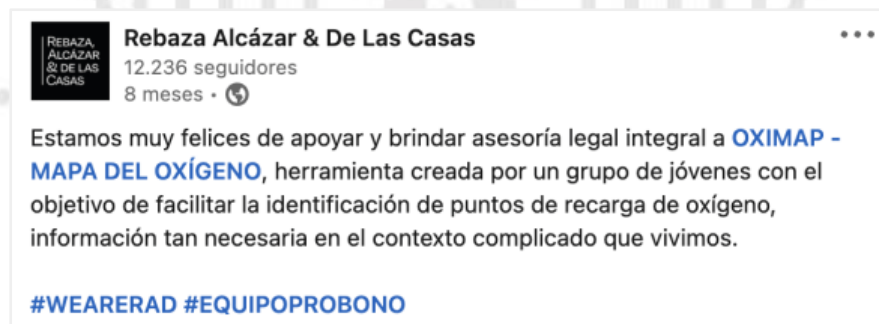 REBAZA,
ALCÁZAR
& DE LAS
CASAS
Rebaza Alcázar & De Las Casas
12.236 seguidores
8 meses •
Estamos muy felices de apoyar y brindar asesoría legal integral a OXIMAP -
MAPA DEL OXÍGENO, herramienta creada por un grupo de jóvenes con el
objetivo de facilitar la identificación de puntos de recarga de oxígeno,
información tan necesaria en el contexto complicado que vivimos.
#WEARERAD #EQUIPOPROBONO